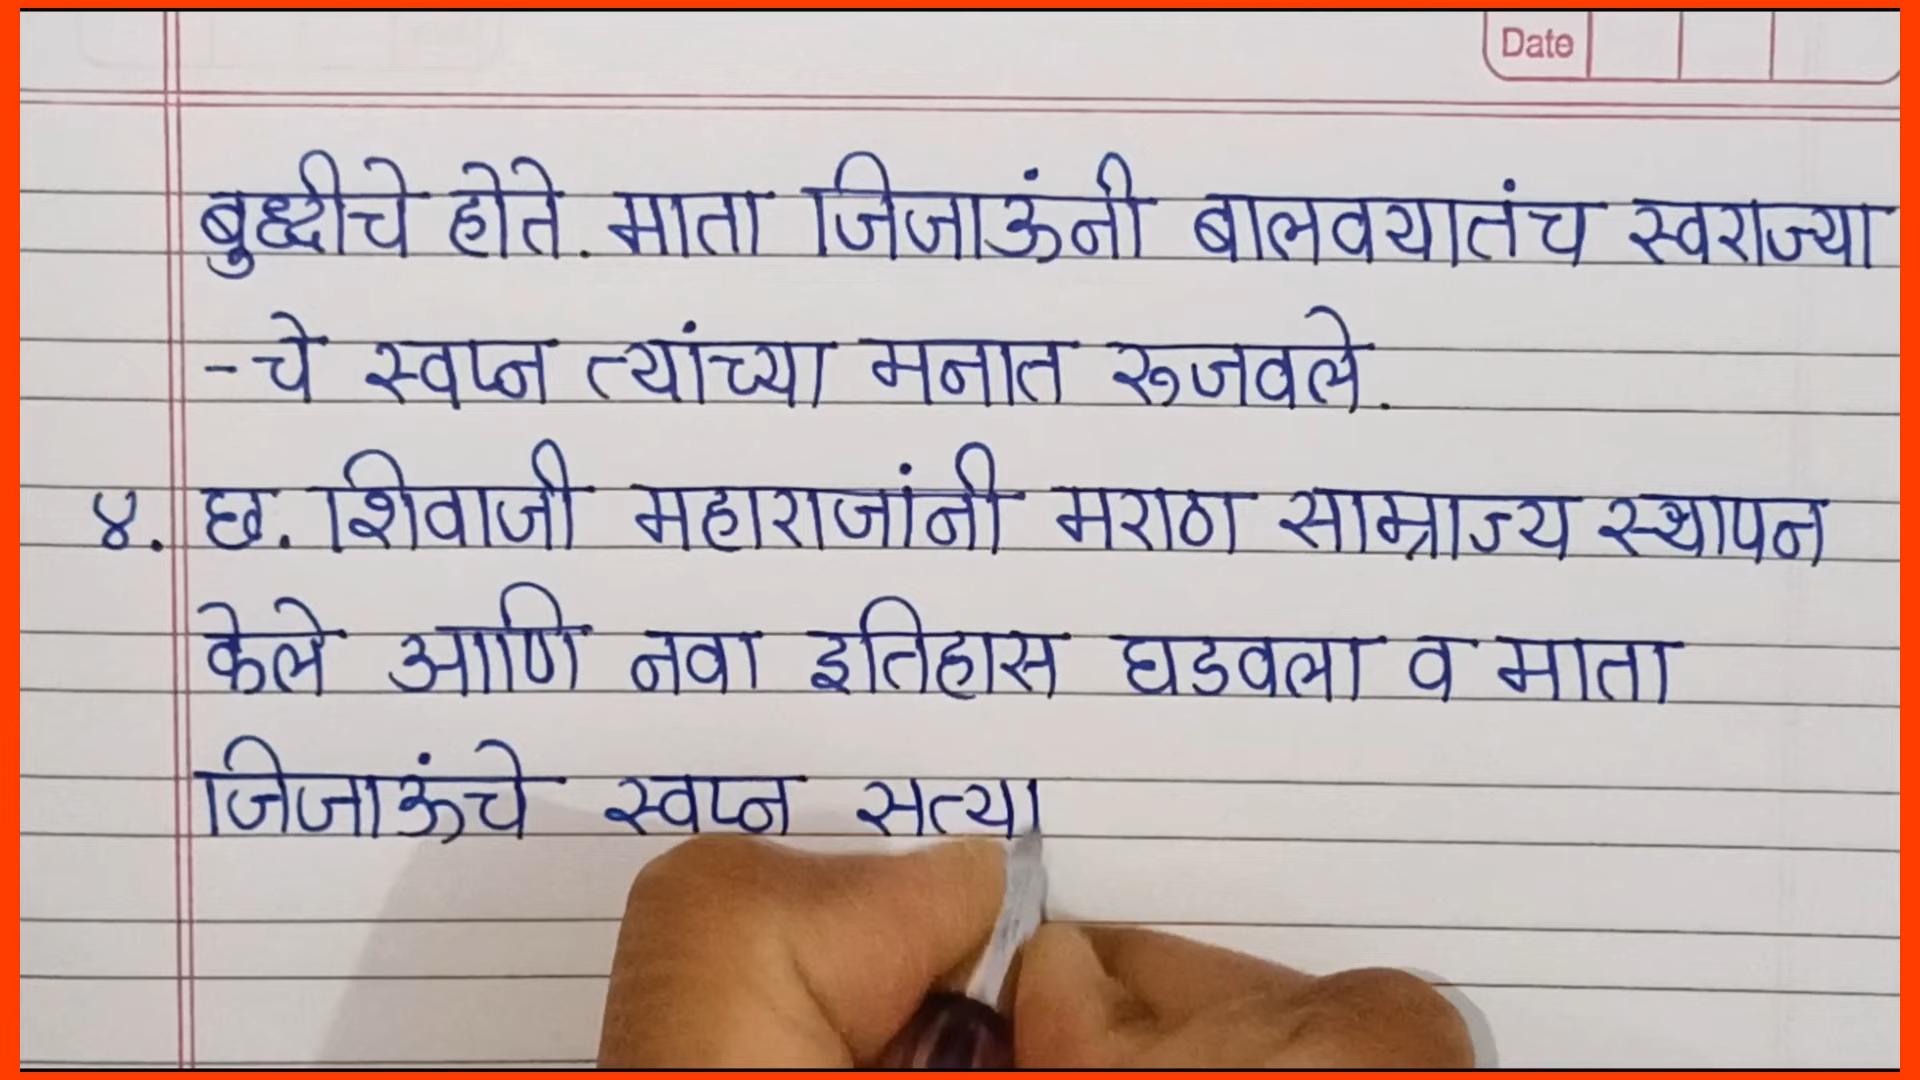 Date
बुद्धीचे होते. माता जिजाऊंनी बालवयातंच स्वराज्या
-चे स्वप्न त्यांच्या मनात रूजवले.
४. छ. शिवाजी महाराजांनी मराठा साम्राज्य स्थापन
केले आणि नवा इतिहास घडवला व माता
जिजाऊंचे स्वप्न सत्या